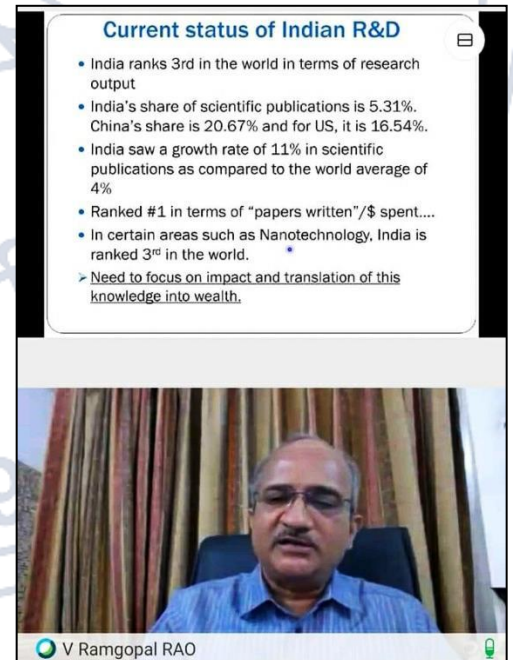 Current status of Indian R&D
• India ranks 3rd in the world in terms of research
output
• India's share of scientific publications is 5.31%.
China's share is 20.67% and for US, it is 16.54%.
• India saw a growth rate of 11% in scientific
publications as compared to the world average of
4%
• Ranked #1 in terms of “papers written”/$ spent....
• In certain areas such as Nanotechnology, India is
ranked 3rd in the world.
➢ Need to focus on impact and translation of this
knowledge into wealth.
V Ramgopal RAO